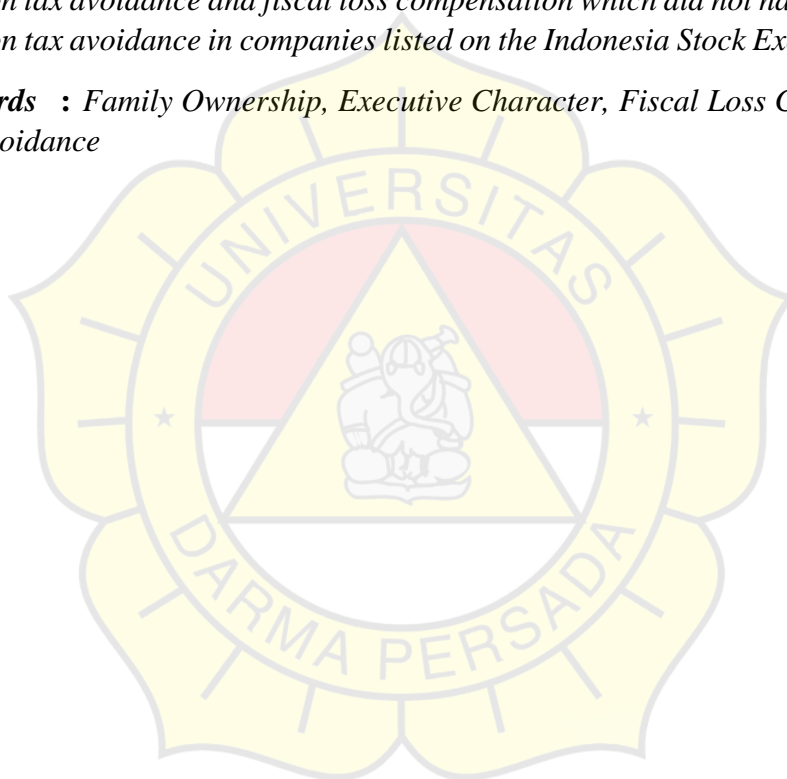 n tax avoidance and fiscal loss compensation which did not ha
on tax avoidance in companies listed on the Indonesia Stock Ex
rds : Family Ownership, Executive Character, Fiscal Loss C
oidance
UNIVERSITAS
DARMA PERSADA